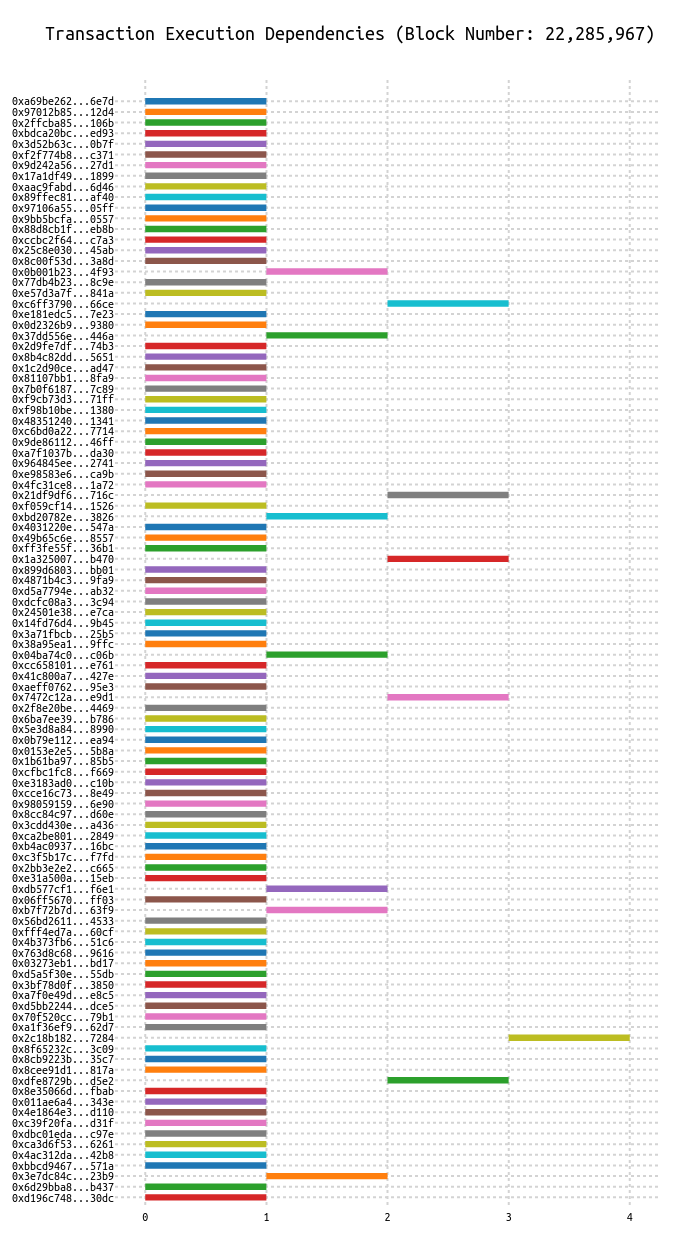 Transaction Execution Dependencies (Block Number: 22,285,967)
0xa69be262...6e7d
0x97012b85...12d4
0x2ffcba85...106b
0xbdca20bc...ed93
0x3d52b63c...0b7f
0xf2f774b8...c371
0x9d242a56...27d1
0x17a1df49...1899
0xaac9fabd...6d46
0x89ffec81...af40
0x97106a55...05ff
0x9bb5bcfa...0557
0x88d8cb1f...eb8b
0xccbc2f64...c7a3
0x25c8e030...45ab
0x8c00f53d...3a8d
0x0b001b23...4f93
0x77db4b23...8c9e
0xe57d3a7f...841a
0xc6ff3790...66ce
0xe181edc5...7e23
0x0d2326b9...9380
0x37dd556e...446a
0x2d9fe7df...74b3
0x8b4c82dd...5651
0x1c2d90ce...ad47
0x81107bb1...8fa9
0x7b0f6187...7c89
0xf9cb73d3...71ff
0xf98b10be...1380
0x48351240...1341
0xc6bd0a22...7714
0x9de86112...46ff
0xa7f1037b...da30
0x964845ee...2741
0xe98583e6...ca9b
0x4fc31ce8...1a72
0x21df9df6...716c
0xf059cf14...1526
0xbd20782e...3826
0x4031220e...547a
0x49b65c6e...8557
0xff3fe55f...36b1
0x1a325007...b470
0x899d6803...bb01
0x4871b4c3...9fa9
0xd5a7794e...ab32
0xdcfc08a3...3c94
0x24501e38...e7ca
0x14fd76d4...9b45
0x3a71fbcb...25b5
0x38a95ea1...9ffc
0x04ba74c0...c06b
0xcc658101...e761
0x41c800a7...427e
0xaeff0762...95e3
0x7472c12a...e9d1
0x2f8e20be...4469
0x6ba7ee39...b786
0x5e3d8a84...8990
0x0b79e112...ea94
0x0153e2e5...5b8a
0x1b61ba97...85b5
0xcfbc1fc8...f669
0xe3183ad0...c10b
0xcce16c73...8e49
0x98059159...6e90
0x8cc84c97...d60e
0x3cdd430e...a436
0xca2be801...2849
0xb4ac0937...16bc
0xc3f5b17c...f7fd
0x2bb3e2e2...c665
0xe31a500a...15eb
0xdb577cf1...f6e1
0x06ff5670...ff03
0xb7f72b7d...63f9
0x56bd2611...4533
0xfff4ed7a...60cf
0x4b373fb6...51c6
0x763d8c68...9616
0x03273eb1...bd17
0xd5a5f30e...55db
0x3bf78d0f...3850
0xa7f0e49d...e8c5
0xd5bb2244...dce5
0x70f520cc...79b1
0xa1f36ef9...62d7
0x2c18b182...7284
0x8f65232c...3c09
0x8cb9223b...35c7
0x8cee91d1...817a
0xdfe8729b...d5e2
0x8e35066d...fbab
0x011ae6a4...343e
0x4e1864e3...d110
0xc39f20fa...d31f
0xdbc01eda...c97e
0xca3d6f53...6261
0x4ac312da...42b8
0xbbcd9467...571a
0x3e7dc84c...23b9
0x6d29bba8...b437
0xd196c748...30dc
0 1 2 3 4